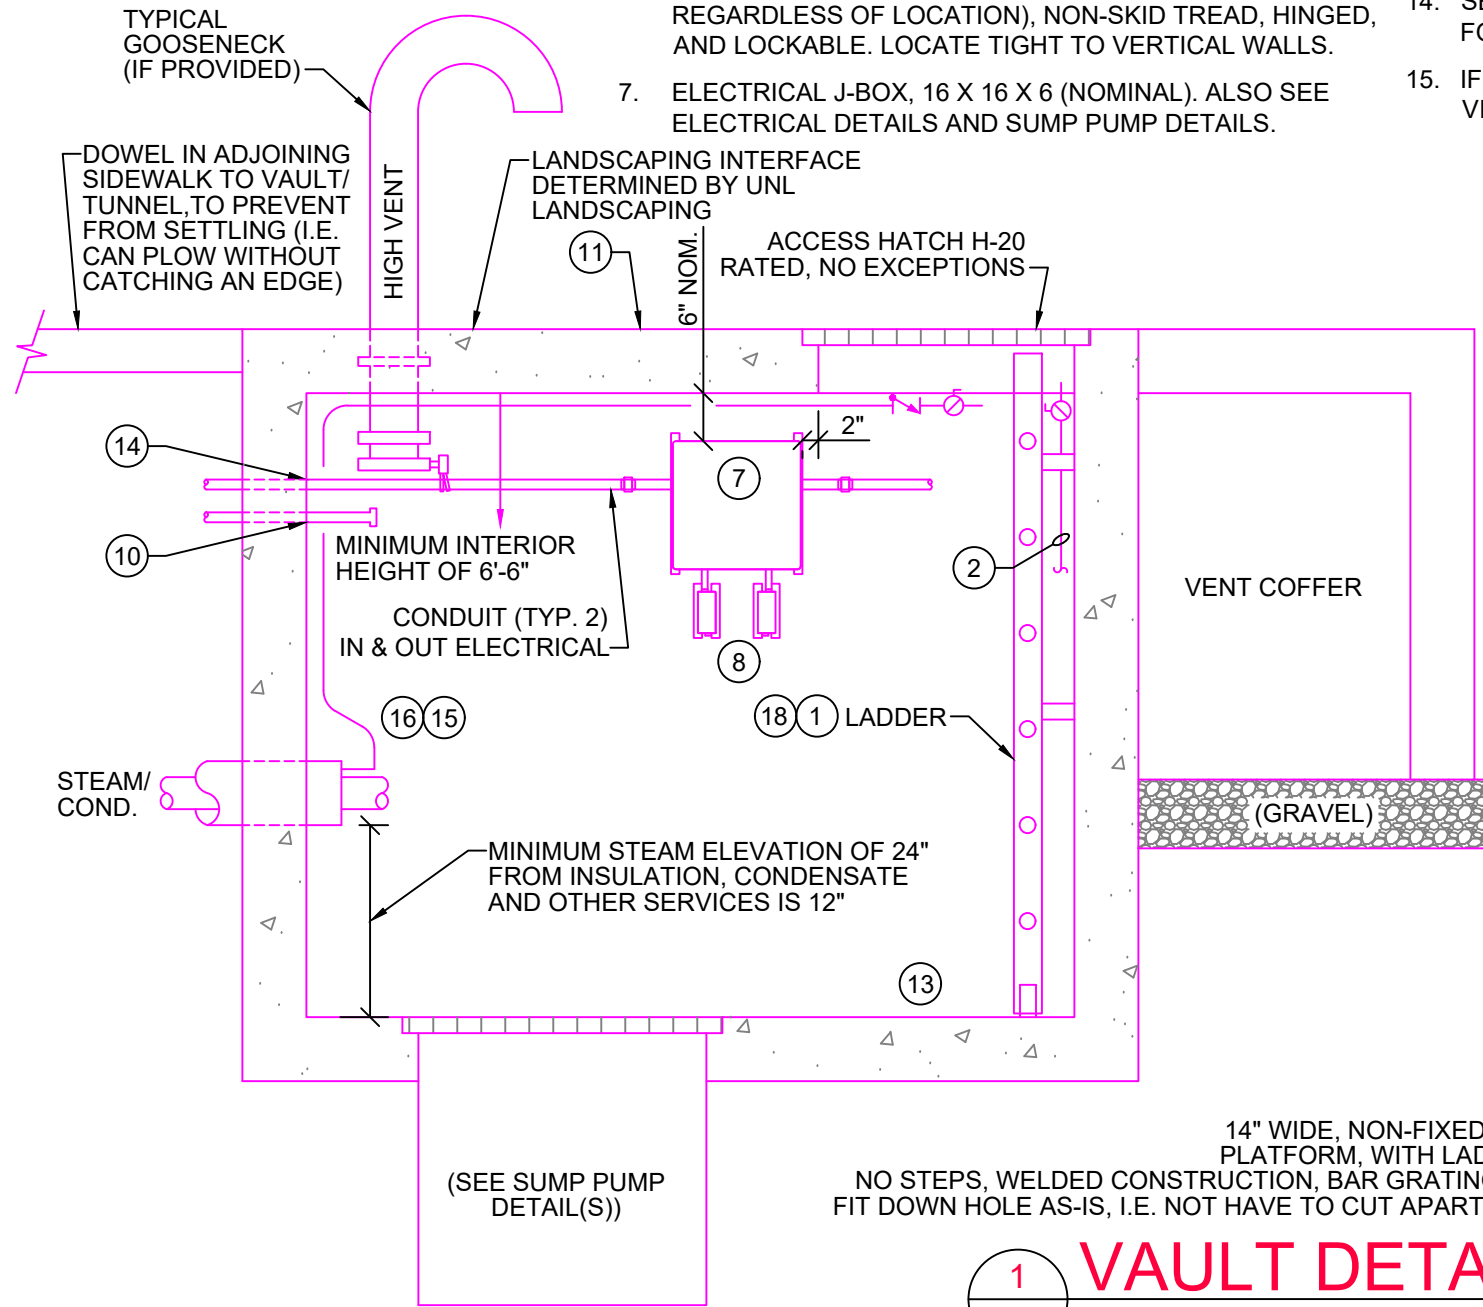 TYPICAL
GOOSENECK
(IF PROVIDED)
REGARDLESS OF LOCATION), NON-SKID TREAD, HINGED,
AND LOCKABLE. LOCATE TIGHT TO VERTICAL WALLS.
7. ELECTRICAL J-BOX, 16 X 16 X 6 (NOMINAL). ALSO SEE
ELECTRICAL DETAILS AND SUMP PUMP DETAILS.
14.
15. IF
DOWEL IN ADJOINING
SIDEWALK TO VAULT/
TUNNEL,TO PREVENT
FROM SETTLING (I.E.
CAN PLOW WITHOUT
CATCHING AN EDGE)
HIGH VENT
LANDSCAPING INTERFACE
DETERMINED BY UNL
LANDSCAPING
11
6" NOM.
ACCESS HATCH H-20
RATED, NO EXCEPTIONS
2"
14
7
10
MINIMUM INTERIOR
HEIGHT OF 6'-6"
2
VENT COFFER
CONDUIT (TYP. 2)
IN & OUT ELECTRICAL
8
16 15
18 1 LADDER
STEAM/
COND.
(GRAVEL)
MINIMUM STEAM ELEVATION OF 24"
FROM INSULATION, CONDENSATE
AND OTHER SERVICES IS 12"
13
(SEE SUMP PUMP
DETAIL(S))
14" WIDE, NON-FIXED
PLATFORM, WITH
NO STEPS, WELDED CONSTRUCTION, BAR
FIT DOWN HOLE AS-IS, I.E. NOT HAVE TO CUT APART
1 VAULT